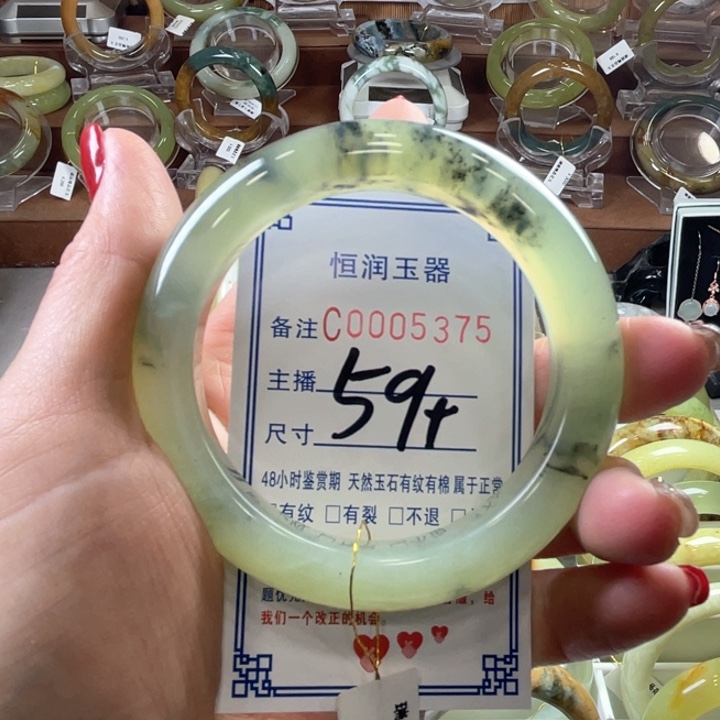 恒润玉器
备注C0005375
主播 59+
尺寸
48小时鉴赏期 天然玉石有纹有棉属于正常
有纹 □有裂 □不退 □
我们一个改正的机会